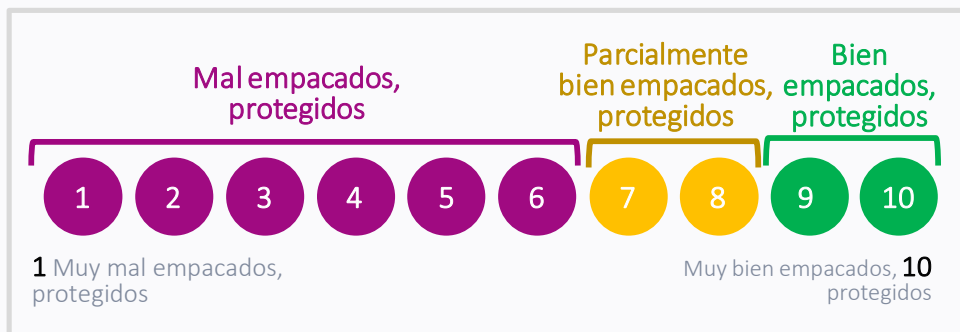 Mal empacados,
protegidos
Parcialmente
bien empacados,
protegidos
Bien
empacados,
protegidos
1 2 3 4 5 6 7 8 9 10
1 Muy mal empacados,
protegidos
Muy bien empacados, 10
protegidos